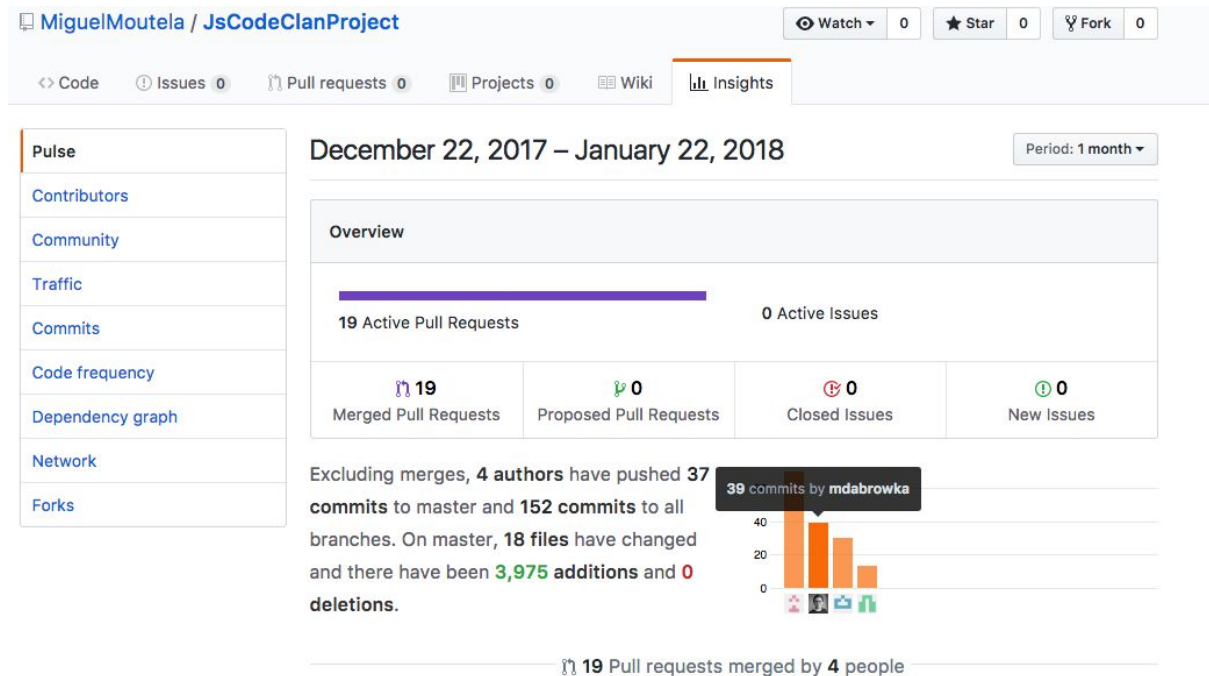 MiguelMoutela / JsCodeClanProject
Watch 0 Star 0 Fork 0
Code Issues 0 Pull requests 0 Projects 0 Wiki Insights
Pulse
Contributors
Community
Traffic
Commits
Code frequency
Dependency graph
Network
Forks
December 22, 2017 – January 22, 2018
Period: 1 month
Overview
19 Active Pull Requests
0 Active Issues
19
Merged Pull Requests
0
Proposed Pull Requests
0
Closed Issues
0
New Issues
Excluding merges, 4 authors have pushed 37
commits to master and 152 commits to all
branches. On master, 18 files have changed
and there have been 3,975 additions and 0
deletions.
39 commits by mdabrowka
40
20
0
19 Pull requests merged by 4 people